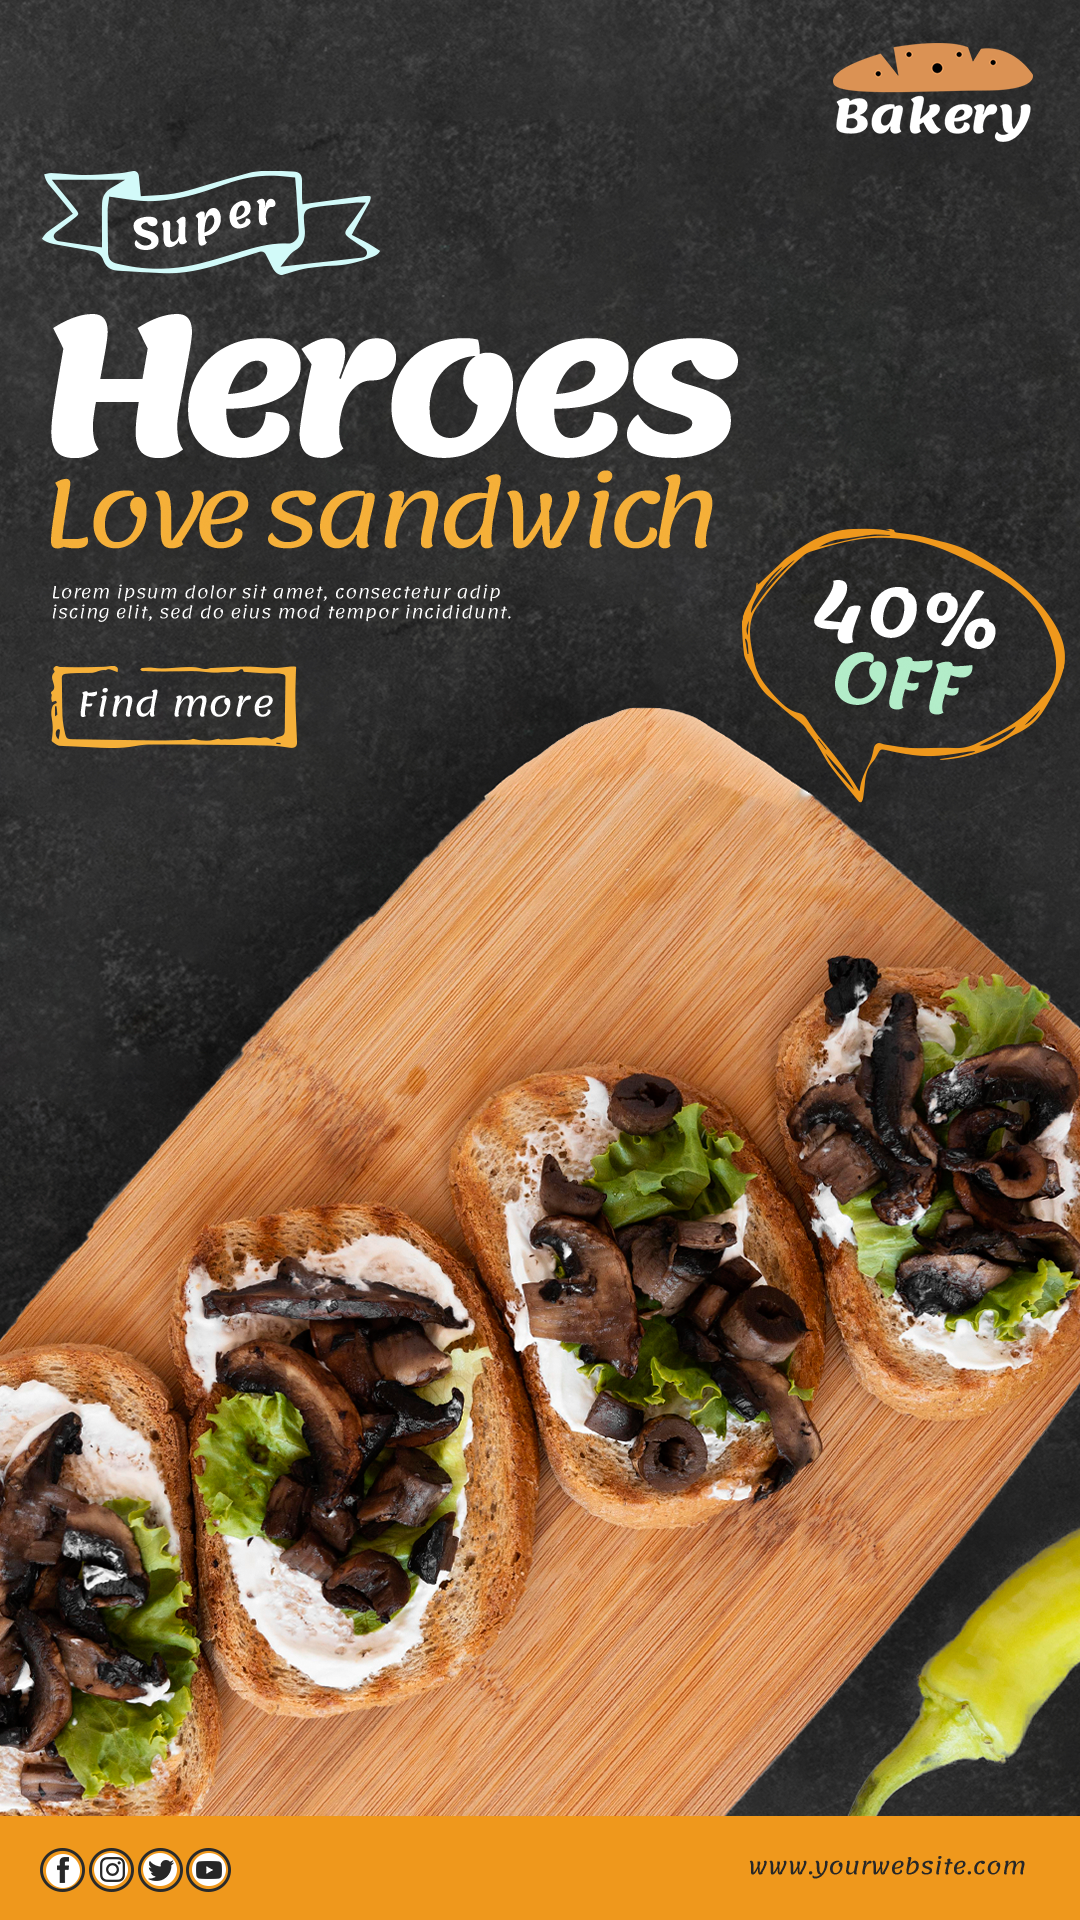 Bakery
Super
Heroes
Love sandwich
Lorem ipsum dolor sit amet, consectetur adip
iscing elit, sed do eius mod tempor incididunt.
Find more
40%
OFF
www.yourwebsite.com